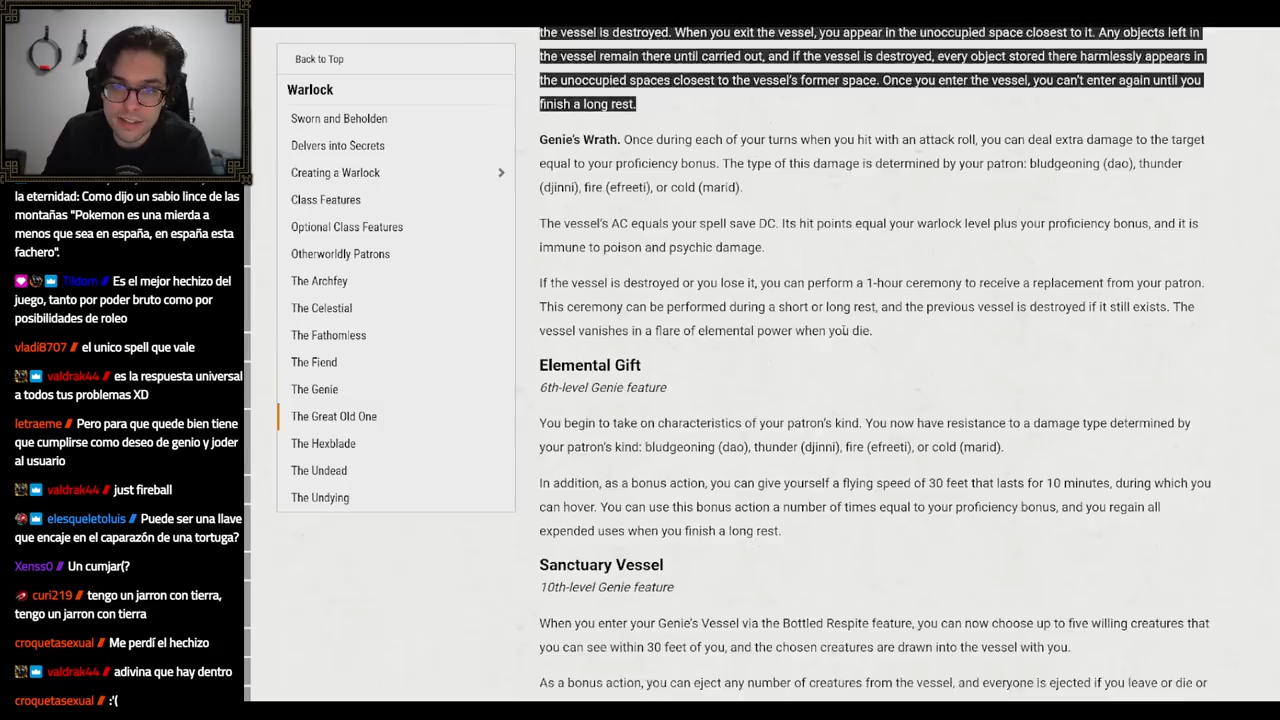 la eternidad: Como dijo un sabio lince de las
montañas "Pokemon es una mierda a
menos que sea en españa, en españa esta
fachero".
Tildom // Es el mejor hechizo del
juego, tanto por poder bruto como por
posibilidades de roleo
vladi8707 // el unico spell que vale
valdrak44 // es la respuesta universal
a todos tus problemas XD
letraeme // Pero para que quede bien tiene
que cumplirse como deseo de genio y joder
al usuario
valdrak44 // just fireball
elesqueletoluis // Puede ser una llave
que encaje en el caparazón de una tortuga?
Xenss0 // Un cumjar(?
curi219 // tengo un jarron con tierra,
tengo un jarron con tierra
croquetasexual // Me perdí el hechizo
valdrak44 // adivina que hay dentro
croquetasexual // :'(
Back to Top
Warlock
Sworn and Beholden
Delvers into Secrets
Creating a Warlock
Class Features
Optional Class Features
Otherworldly Patrons
The Archfey
The Celestial
The Fathomless
The Fiend
The Genie
The Great Old One
The Hexblade
The Undead
The Undying
the vessel is destroyed. When you exit the vessel, you appear in the unoccupied space closest to it. Any objects left in
the vessel remain there until carried out, and if the vessel is destroyed, every object stored there harmlessly appears in
the unoccupied spaces closest to the vessel's former space. Once you enter the vessel, you can't enter again until you
finish a long rest.
Genie's Wrath. Once during each of your turns when you hit with an attack roll, you can deal extra damage to the target
equal to your proficiency bonus. The type of this damage is determined by your patron: bludgeoning (dao), thunder
(djinni), fire (efreeti), or cold (marid).
The vessel's AC equals your spell save DC. Its hit points equal your warlock level plus your proficiency bonus, and it is
immune to poison and psychic damage.
If the vessel is destroyed or you lose it, you can perform a 1-hour ceremony to receive a replacement from your patron.
This ceremony can be performed during a short or long rest, and the previous vessel is destroyed if it still exists. The
vessel vanishes in a flare of elemental power when you die.
Elemental Gift
6th-level Genie feature
You begin to take on characteristics of your patron's kind. You now have resistance to a damage type determined by
your patron's kind: bludgeoning (dao), thunder (djinni), fire (efreeti), or cold (marid).
In addition, as a bonus action, you can give yourself a flying speed of 30 feet that lasts for 10 minutes, during which you
can hover. You can use this bonus action a number of times equal to your proficiency bonus, and you regain all
expended uses when you finish a long rest.
Sanctuary Vessel
10th-level Genie feature
When you enter your Genie's Vessel via the Bottled Respite feature, you can now choose up to five willing creatures that
you can see within 30 feet of you, and the chosen creatures are drawn into the vessel with you.
As a bonus action, you can eject any number of creatures from the vessel, and everyone is ejected if you leave or die or